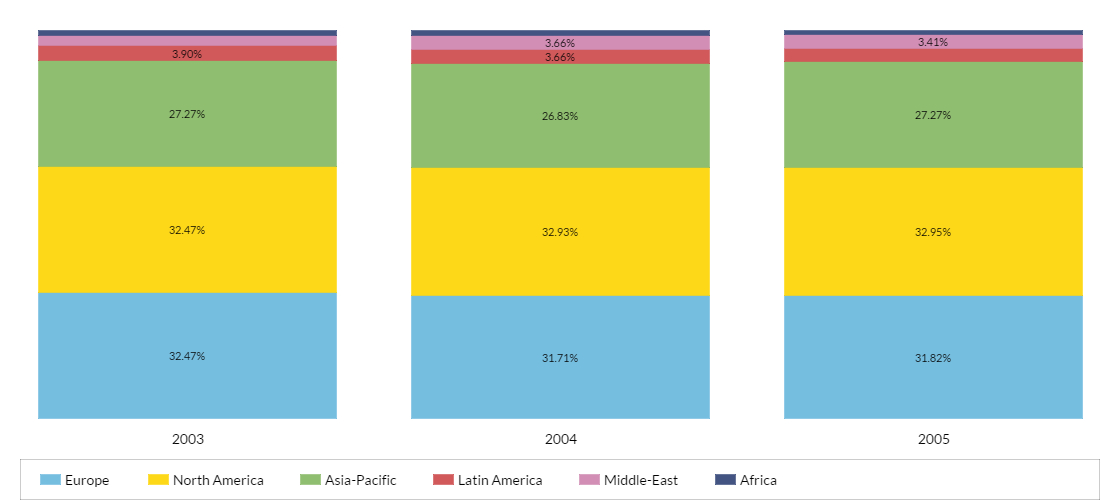 3.66%
3.41%
3.90%
3.66%
27.27%
26.83%
27.27%
32.47%
32.93%
32.95%
32.47%
31.71%
31.82%
2003
2004
2005
Europe
North America
Asia-Pacific
Latin America
Middle-East
Africa